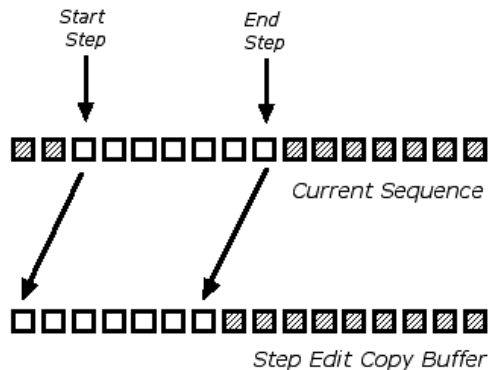 Start
Step
End
Step
Current Sequence
Step Edit Copy Buffer